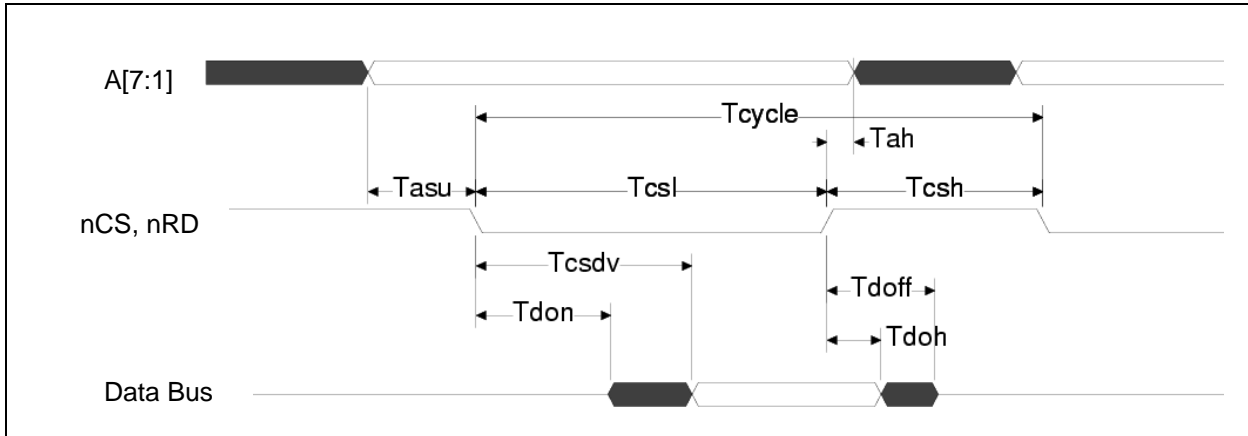 A[7:1]
Tcycle
Tah
Tasu
Tcsl
Tcsh
nCS, nRD
Tcsdv
Tdoff
Tdon
Tdoh
Data Bus